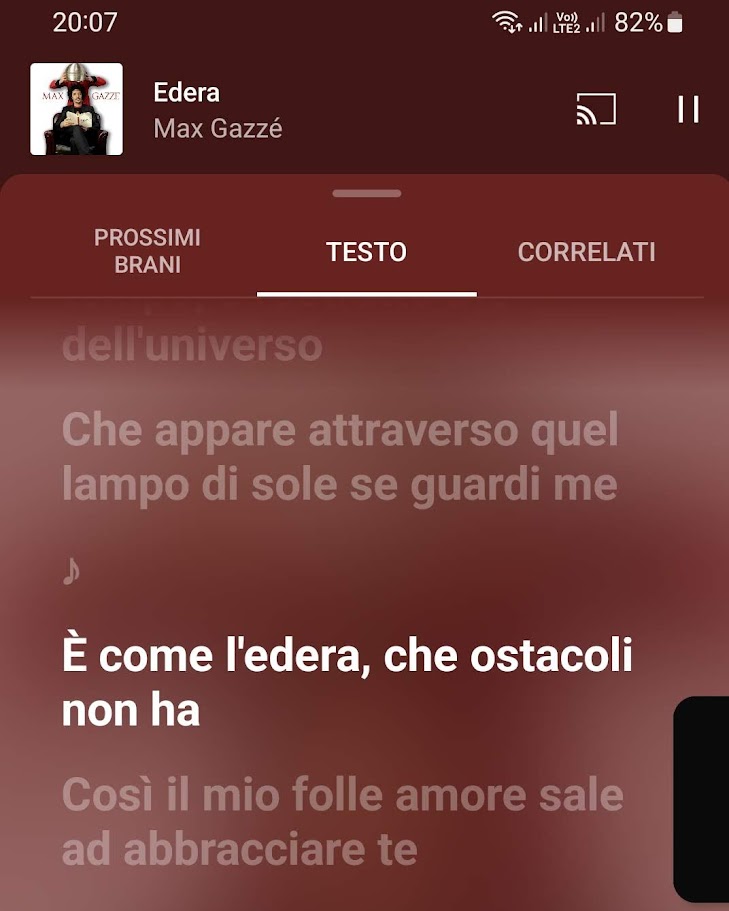 20:07
Vo))
LTE2
82%
MAX GAZZÉ
Edera
Max Gazzé
PROSSIMI
BRANI
TESTO
CORRELATI
dell'universo
Che appare attraverso quel
lampo di sole se guardi me
♪
È come l'edera, che ostacoli
non ha
Così il mio folle amore sale
ad abbracciare te